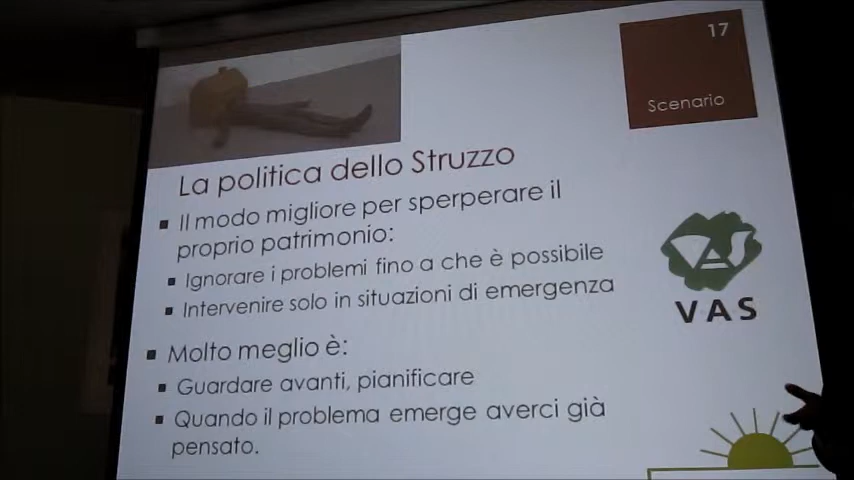 17
Scenario
La politica dello Struzzo
Il modo migliore per sperperare il
proprio patrimonio:
Ignorare i problemi fino a che è possibile
Intervenire solo in situazioni di emergenza
VAS
VAS
Molto meglio è:
Guardare avanti, pianificare
Quando il problema emerge averci già
pensato.